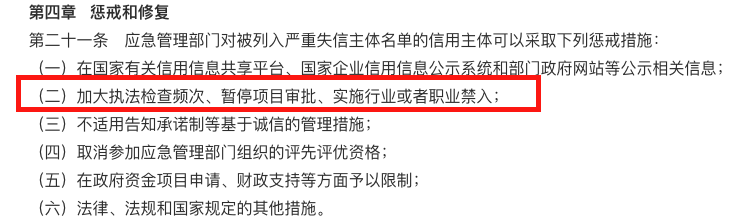 第四章　惩戒和修复
第二十一条　应急管理部门对被列入严重失信主体名单的信用主体可以采取下列惩戒措施：
（一）在国家有关信用信息共享平台、国家企业信用信息公示系统和部门政府网站等公示相关信息；
（二）加大执法检查频次、暂停项目审批、实施行业或者职业禁入；
（三）不适用告知承诺制等基于诚信的管理措施；
（四）取消参加应急管理部门组织的评先评优资格；
（五）在政府资金项目申请、财政支持等方面予以限制；
（六）法律、法规和国家规定的其他措施。